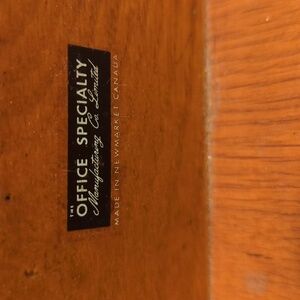 THE
OFFICE SPECIALTY
Manufacturing Co. Limited
MADE IN NEWMARKET CANADA